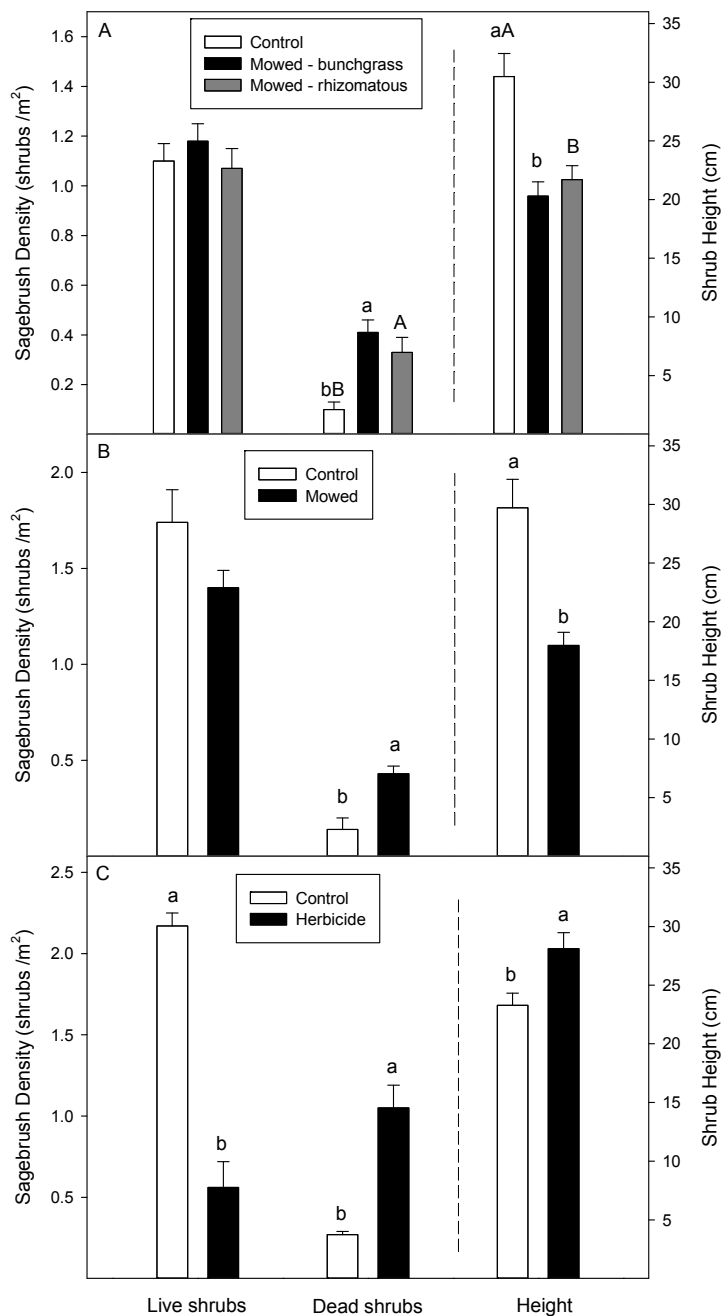 A
Control
Mowed - bunchgrass
Mowed - rhizomatous
aA
b
B
a
A
bB
Sagebrush Density (shrubs /m²)
1.6
1.4
1.2
1.0
0.8
0.6
0.4
0.2
Shrub Height (cm)
35
30
25
20
15
10
5
B
Control
Mowed
a
b
a
b
Sagebrush Density (shrubs /m²)
2.0
1.5
1.0
0.5
Shrub Height (cm)
35
30
25
20
15
10
5
C
Control
Herbicide
a
b
a
b
a
b
Sagebrush Density (shrubs /m²)
2.5
2.0
1.5
1.0
0.5
Shrub Height (cm)
35
30
25
20
15
10
5
Live shrubs
Dead shrubs
Height